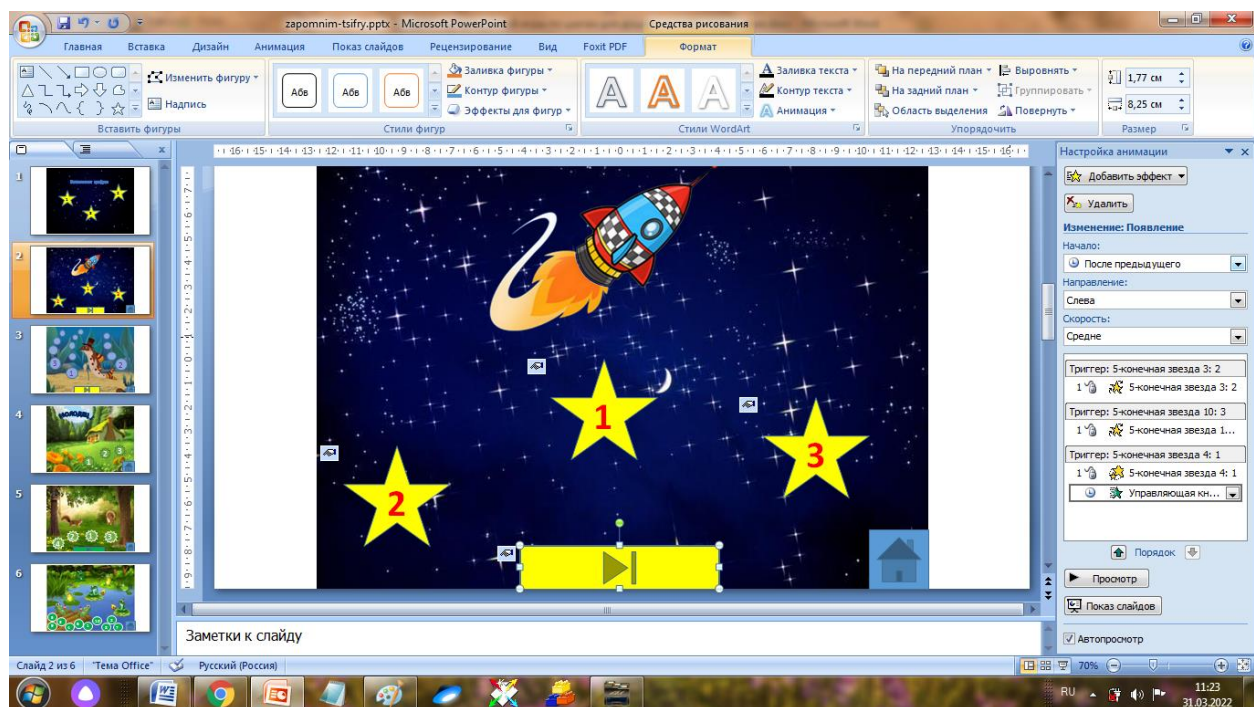 zapomnim-tsifry.pptx - Microsoft PowerPoint
Средства рисования
Главная Вставка Дизайн Анимация Показ слайдов Рецензирование Вид Foxit PDF Формат
Изменить фигуру
Надпись
Вставить фигуры
Абв Абв Абв
Заливка фигуры
Контур фигуры
Эффекты для фигур
Стили фигур
А А А
Заливка текста
Контур текста
Анимация
Стили WordArt
На передний план
На задний план
Область выделения
Выровнять
Группировать
Повернуть
Упорядочить
1,77 см
8,25 см
Размер
1
2
3
МОЛОДЕЦ
4
5
6
1
2
3
Заметки к слайду
Настройка анимации
Добавить эффект
Удалить
Изменение: Появление
Начало:
После предыдущего
Направление:
Слева
Скорость:
Средне
Триггер: 5-конечная звезда 3: 2
1 5-конечная звезда 3: 2
Триггер: 5-конечная звезда 10: 3
1 5-конечная звезда 1...
Триггер: 5-конечная звезда 4: 1
1 5-конечная звезда 4: 1
Управляющая кн...
Порядок
Просмотр
Показ слайдов
Автопросмотр
Слайд 2 из 6 "Тема Office" Русский (Россия) 70%
RU 11:23
31.03.2022